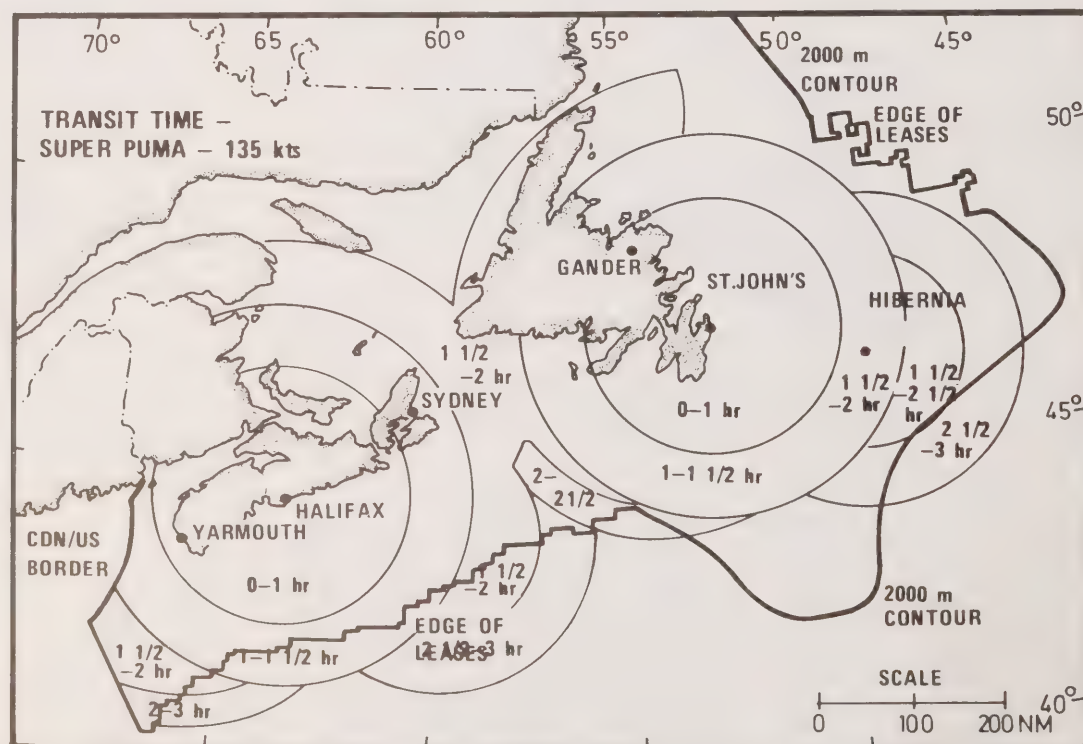 70°
65°
60°
55°
50°
45°
2000 m
CONTOUR
EDGE OF
LEASES
50°
TRANSIT TIME –
SUPER PUMA – 135 kts
GANDER
ST.JOHN'S
HIBERNIA
1 1/2
–2 hr
SYDNEY
0–1 hr
1 1/2
–2 hr
1 1/2
–2 1/2
hr
45°
2 1/2
–3 hr
1–1 1/2 hr
2–
21/2
HALIFAX
YARMOUTH
CDN/US
BORDER
0–1 hr
1/2
–2 hr
2000 m
CONTOUR
EDGE OF
LEASES
2 1/2–3 hr
1 1/2
–2 hr
1–1 1/2 hr
2–3 hr
SCALE
0 100 200 NM
40°